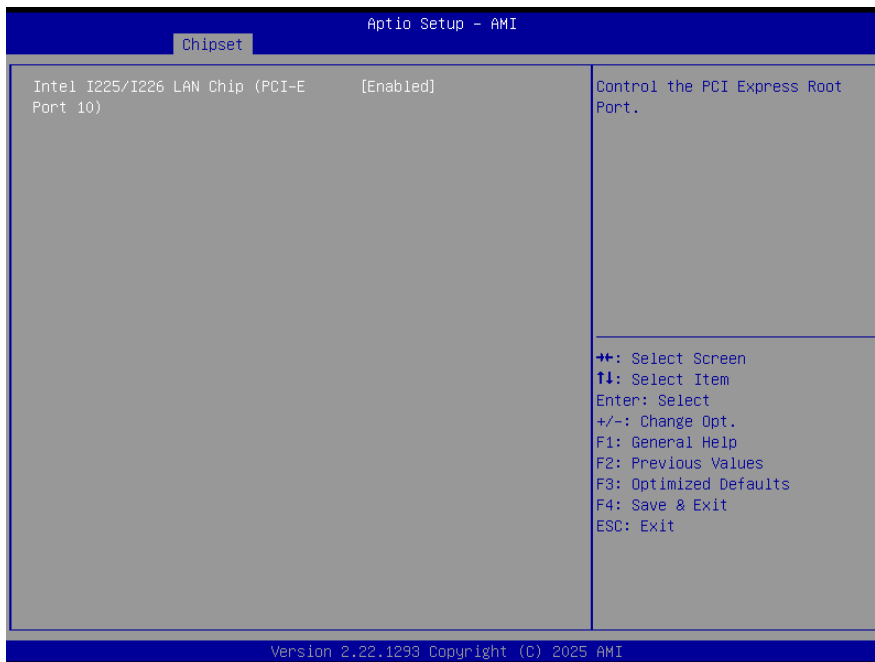 Aptio Setup – AMI
Chipset
Intel I225/I226 LAN Chip (PCI-E [Enabled]
Port 10)
Control the PCI Express Root
Port.
→←: Select Screen
↑↓: Select Item
Enter: Select
+/-: Change Opt.
F1: General Help
F2: Previous Values
F3: Optimized Defaults
F4: Save & Exit
ESC: Exit
Version 2.22.1293 Copyright (C) 2025 AMI